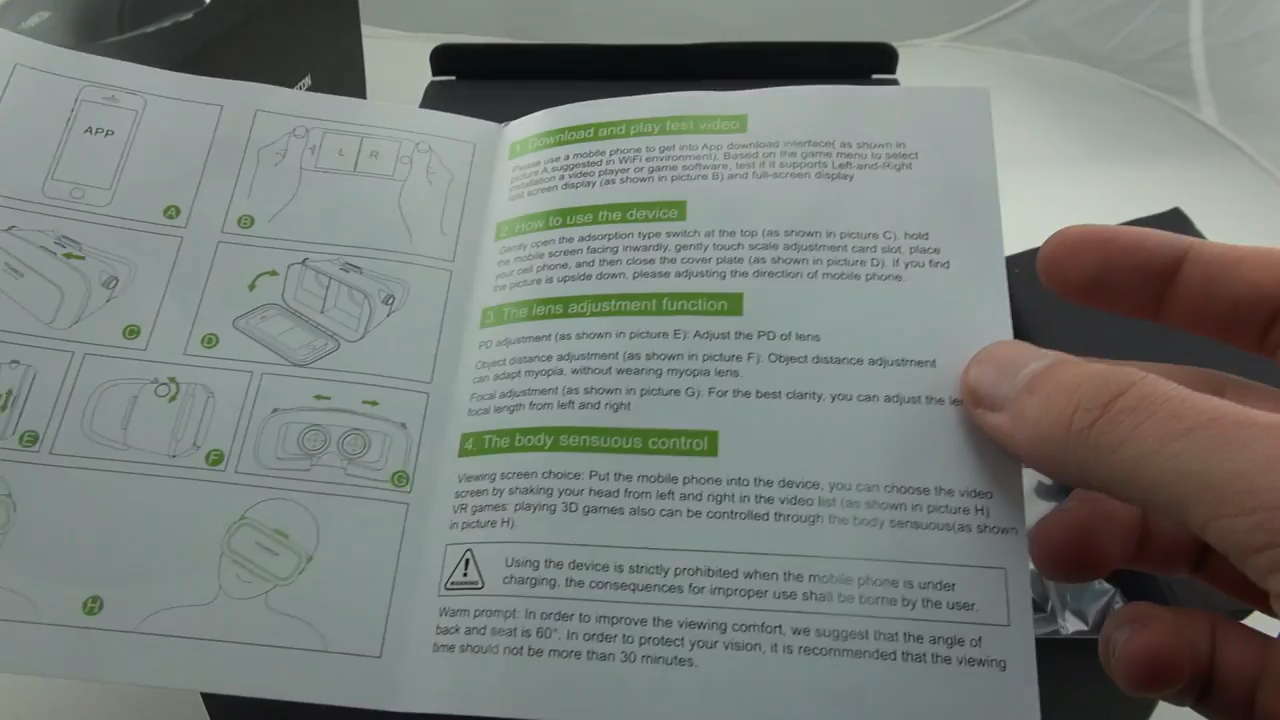 APP
A
L R
B
C
D
E
F
G
H
1. Download and play test video
Please use a mobile phone to get into App download interface( as shown in
picture A,suggested in WiFi environment), Based on the game menu to select
installation a video player or game software, test if it supports Left-and-Right
split screen display (as shown in picture B) and full-screen display
2. How to use the device
Gently open the adsorption type switch at the top (as shown in picture C), hold
the mobile screen facing inwardly, gently touch scale adjustment card slot, place
your cell phone, and then close the cover plate (as shown in picture D). If you find
the picture is upside down, please adjusting the direction of mobile phone.
3. The lens adjustment function
PD adjustment (as shown in picture E): Adjust the PD of lens
Object distance adjustment (as shown in picture F): Object distance adjustment
can adapt myopia, without wearing myopia lens.
Focal adjustment (as shown in picture G): For the best clarity, you can adjust the
focal length from left and right
4. The body sensuous control
Viewing screen choice: Put the mobile phone into the device, you can choose the video
screen by shaking your head from left and right in the video list (as shown in picture H)
VR games: playing 3D games also can be controlled through the body sensuous(as shown
in picture H).
WARNING
Using the device is strictly prohibited when the mobile phone is under
charging, the consequences for improper use shall be borne by the user.
Warm prompt: In order to improve the viewing comfort, we suggest that the angle of
back and seat is 60°. In order to protect your vision, it is recommended that the viewing
time should not be more than 30 minutes.